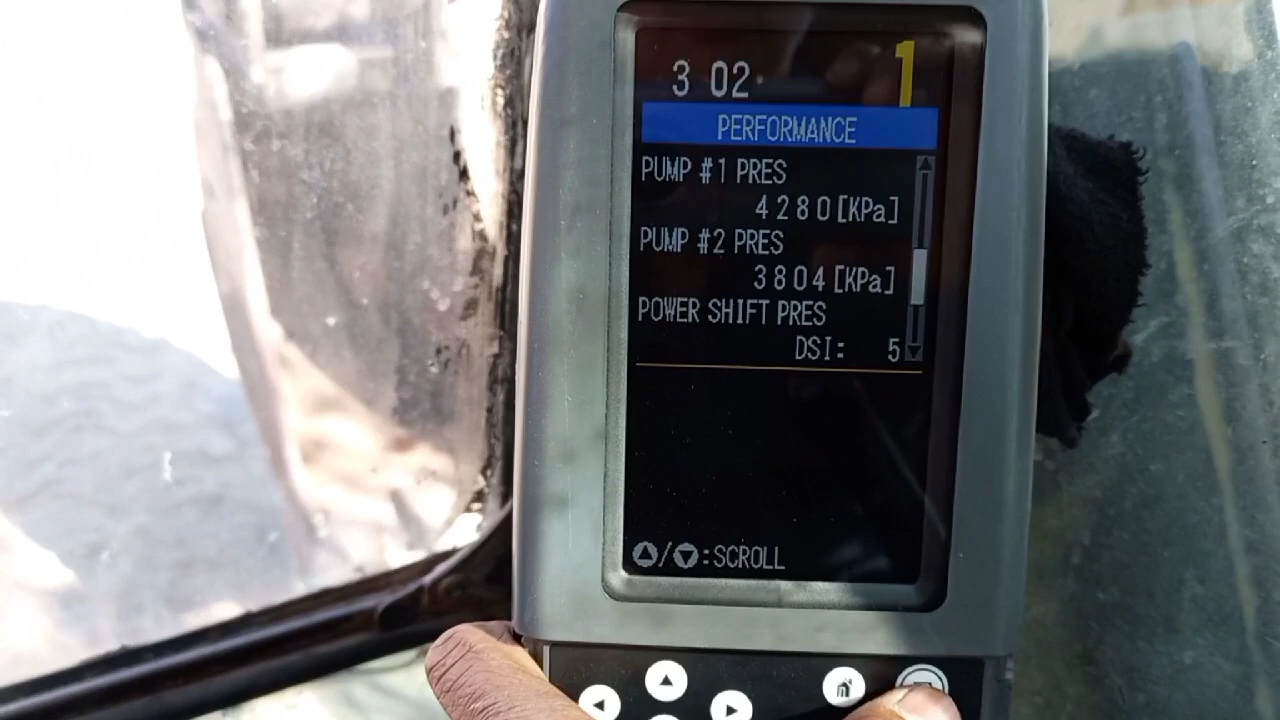 3 02
1
PERFORMANCE
PUMP #1 PRES
4280[KPa]
PUMP #2 PRES
3804[KPa]
POWER SHIFT PRES
DSI: 5
/ :SCROLL